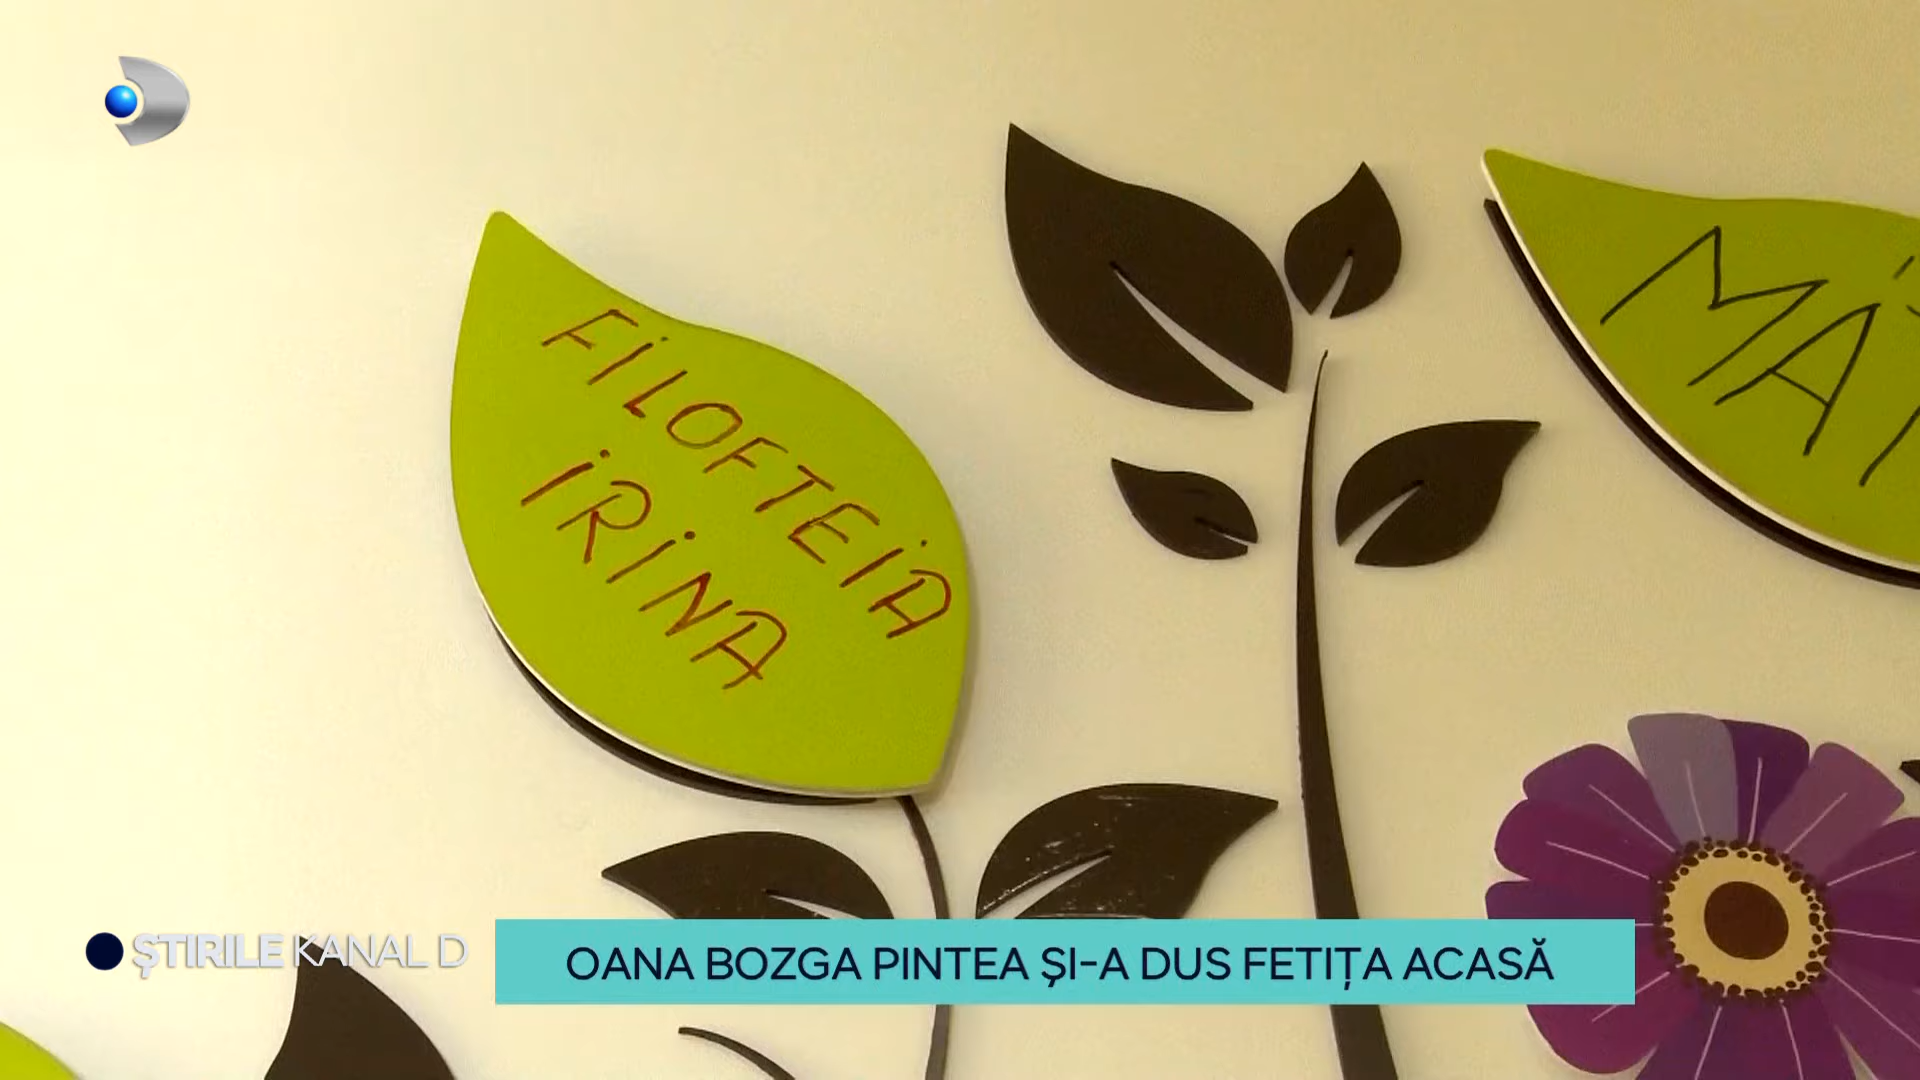 FILOFTEIA
IRINA
ȘTIRILE KANAL D
OANA BOZGA PINTEA ȘI-A DUS FETIȚA ACASĂ